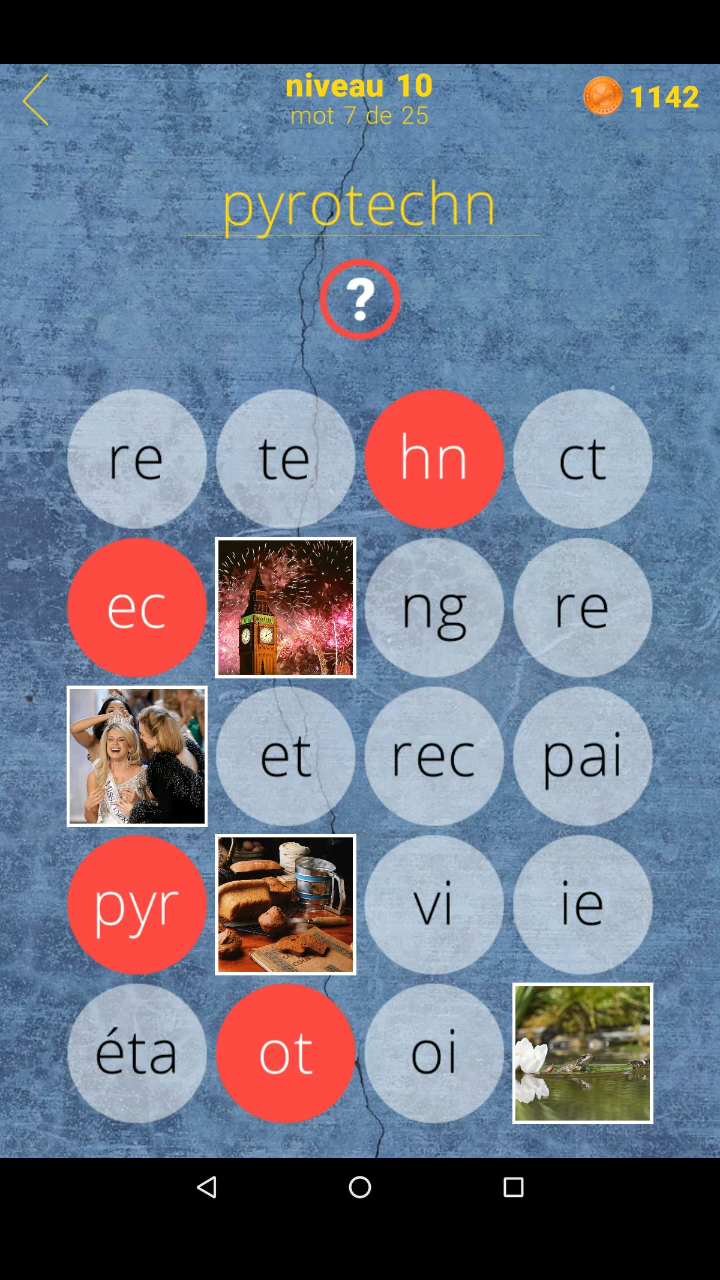 niveau 10
1142
mot 7 de 25
pyrotechn
?
re te hn ct
ec ng re
et rec pai
pyr vi ie
éta ot oi